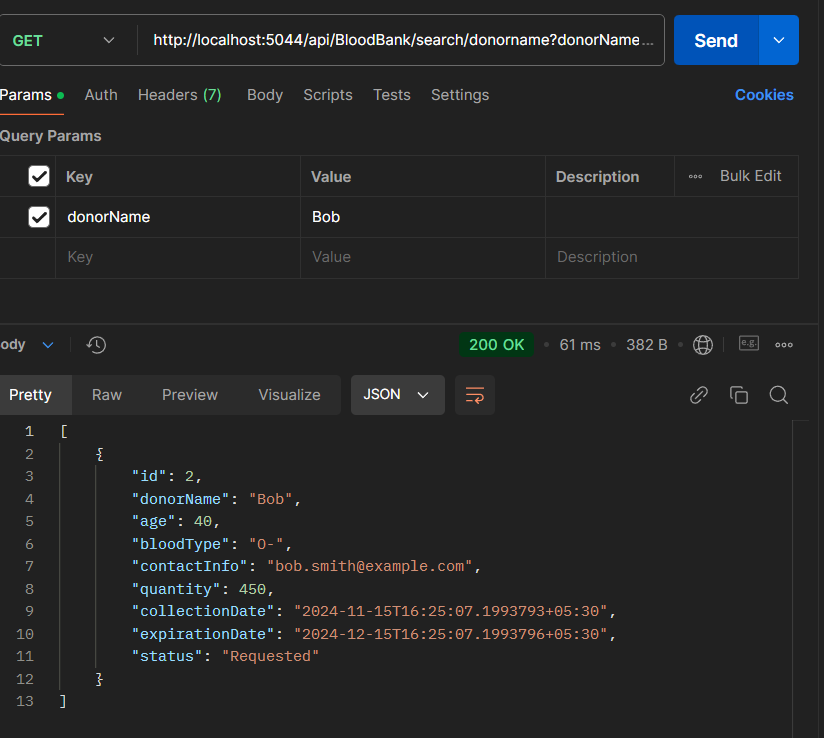 GET http://localhost:5044/api/BloodBank/search/donorname?donorName... Send
Params Auth Headers (7) Body Scripts Tests Settings Cookies
Query Params
Key Value Description Bulk Edit
donorName Bob
Key Value Description
ody 200 OK 61 ms 382 B e.g.
Pretty Raw Preview Visualize JSON
1 [
2 {
3 "id": 2,
4 "donorName": "Bob",
5 "age": 40,
6 "bloodType": "O-",
7 "contactInfo": "bob.smith@example.com",
8 "quantity": 450,
9 "collectionDate": "2024-11-15T16:25:07.1993793+05:30",
10 "expirationDate": "2024-12-15T16:25:07.1993796+05:30",
11 "status": "Requested"
12 }
13 ]